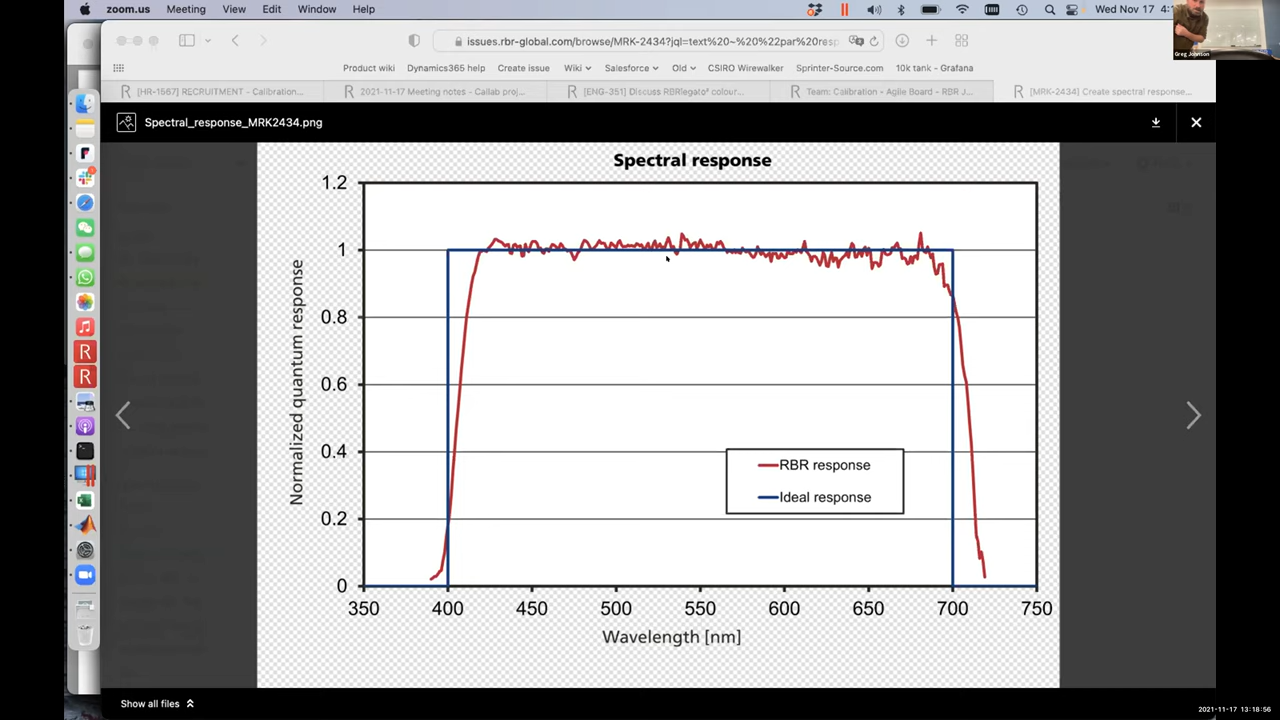 zoom.us Meeting View Edit Window Help
Wed Nov 17 4:
Greg Johnson
issues.rbr-global.com/browse/MRK-2434?jql=text%20~%20%22par%20resp
Product wiki Dynamics365 help Create issue Wiki Salesforce Old CSIRO Wirewalker Sprinter-Source.com 10k tank - Grafana
[HR-1567] RECRUITMENT - Calibration... 2021-11-17 Meeting notes - Callab proj... [ENG-351] Discuss RBRlegato³ colour... Team: Calibration - Agile Board - RBR J... [MRK-2434] Create spectral response...
Spectral_response_MRK2434.png
Spectral response
1.2
1
0.8
0.6
0.4
0.2
0
Normalized quantum response
RBR response
Ideal response
350 400 450 500 550 600 650 700 750
Wavelength [nm]
Show all files
2021-11-17 13:18:56